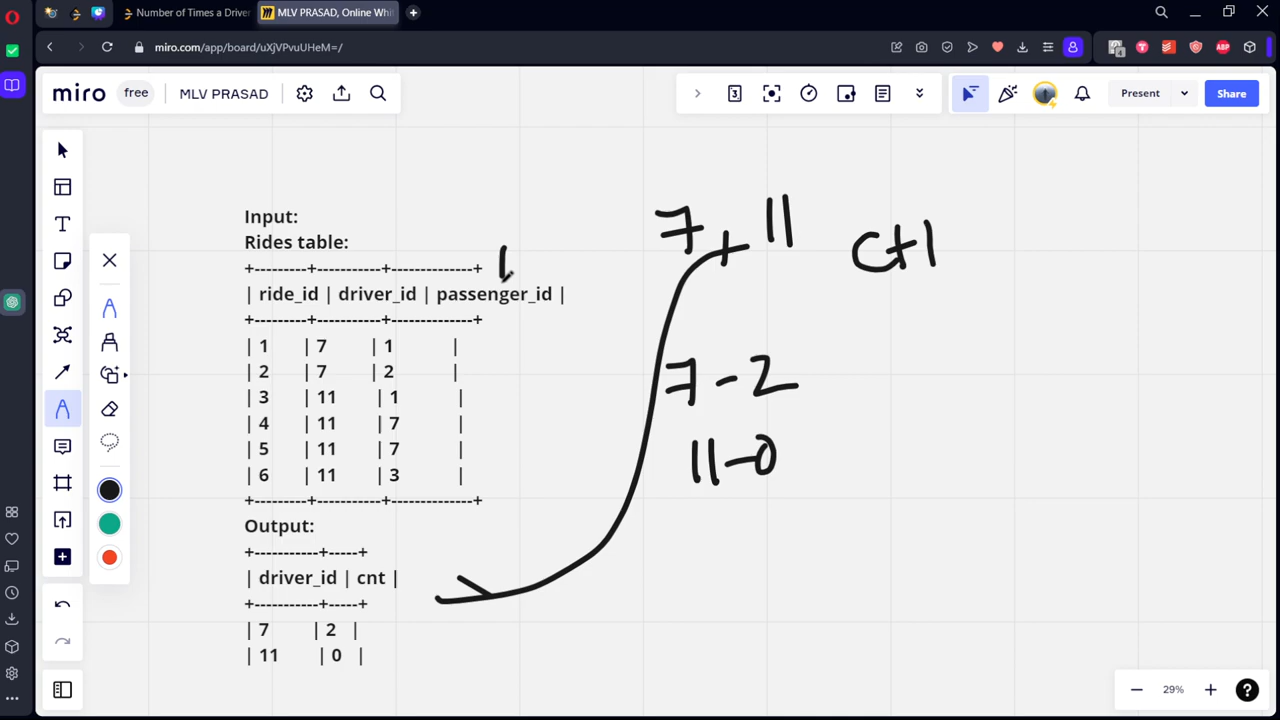 Number of Times a Driver
MLV PRASAD, Online Whi
miro.com/app/board/uXjVPvuUHeM=/
ABP
miro
free
MLV PRASAD
3
Present
Share
Input:
Rides table:
+---------+-----------+--------------+
| ride_id | driver_id | passenger_id |
+---------+-----------+--------------+
| 1 | 7 | 1 |
| 2 | 7 | 2 |
| 3 | 11 | 1 |
| 4 | 11 | 7 |
| 5 | 11 | 7 |
| 6 | 11 | 3 |
+---------+-----------+--------------+
Output:
+-----------+-----+
| driver_id | cnt |
+-----------+-----+
| 7 | 2 |
| 11 | 0 |
7 + 11
ct1
7 - 2
11 - 0
29%